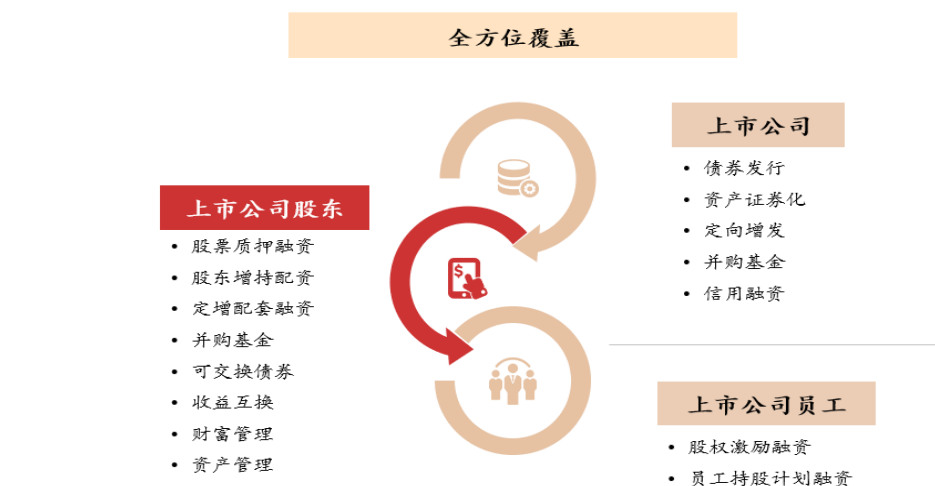 全方位覆盖
上市公司
• 债券发行
• 资产证券化
• 定向增发
• 并购基金
• 信用融资
上市公司股东
• 股票质押融资
• 股东增持配资
• 定增配套融资
• 并购基金
• 可交换债券
• 收益互换
• 财富管理
• 资产管理
$
上市公司员工
• 股权激励融资
• 员工持股计划融资